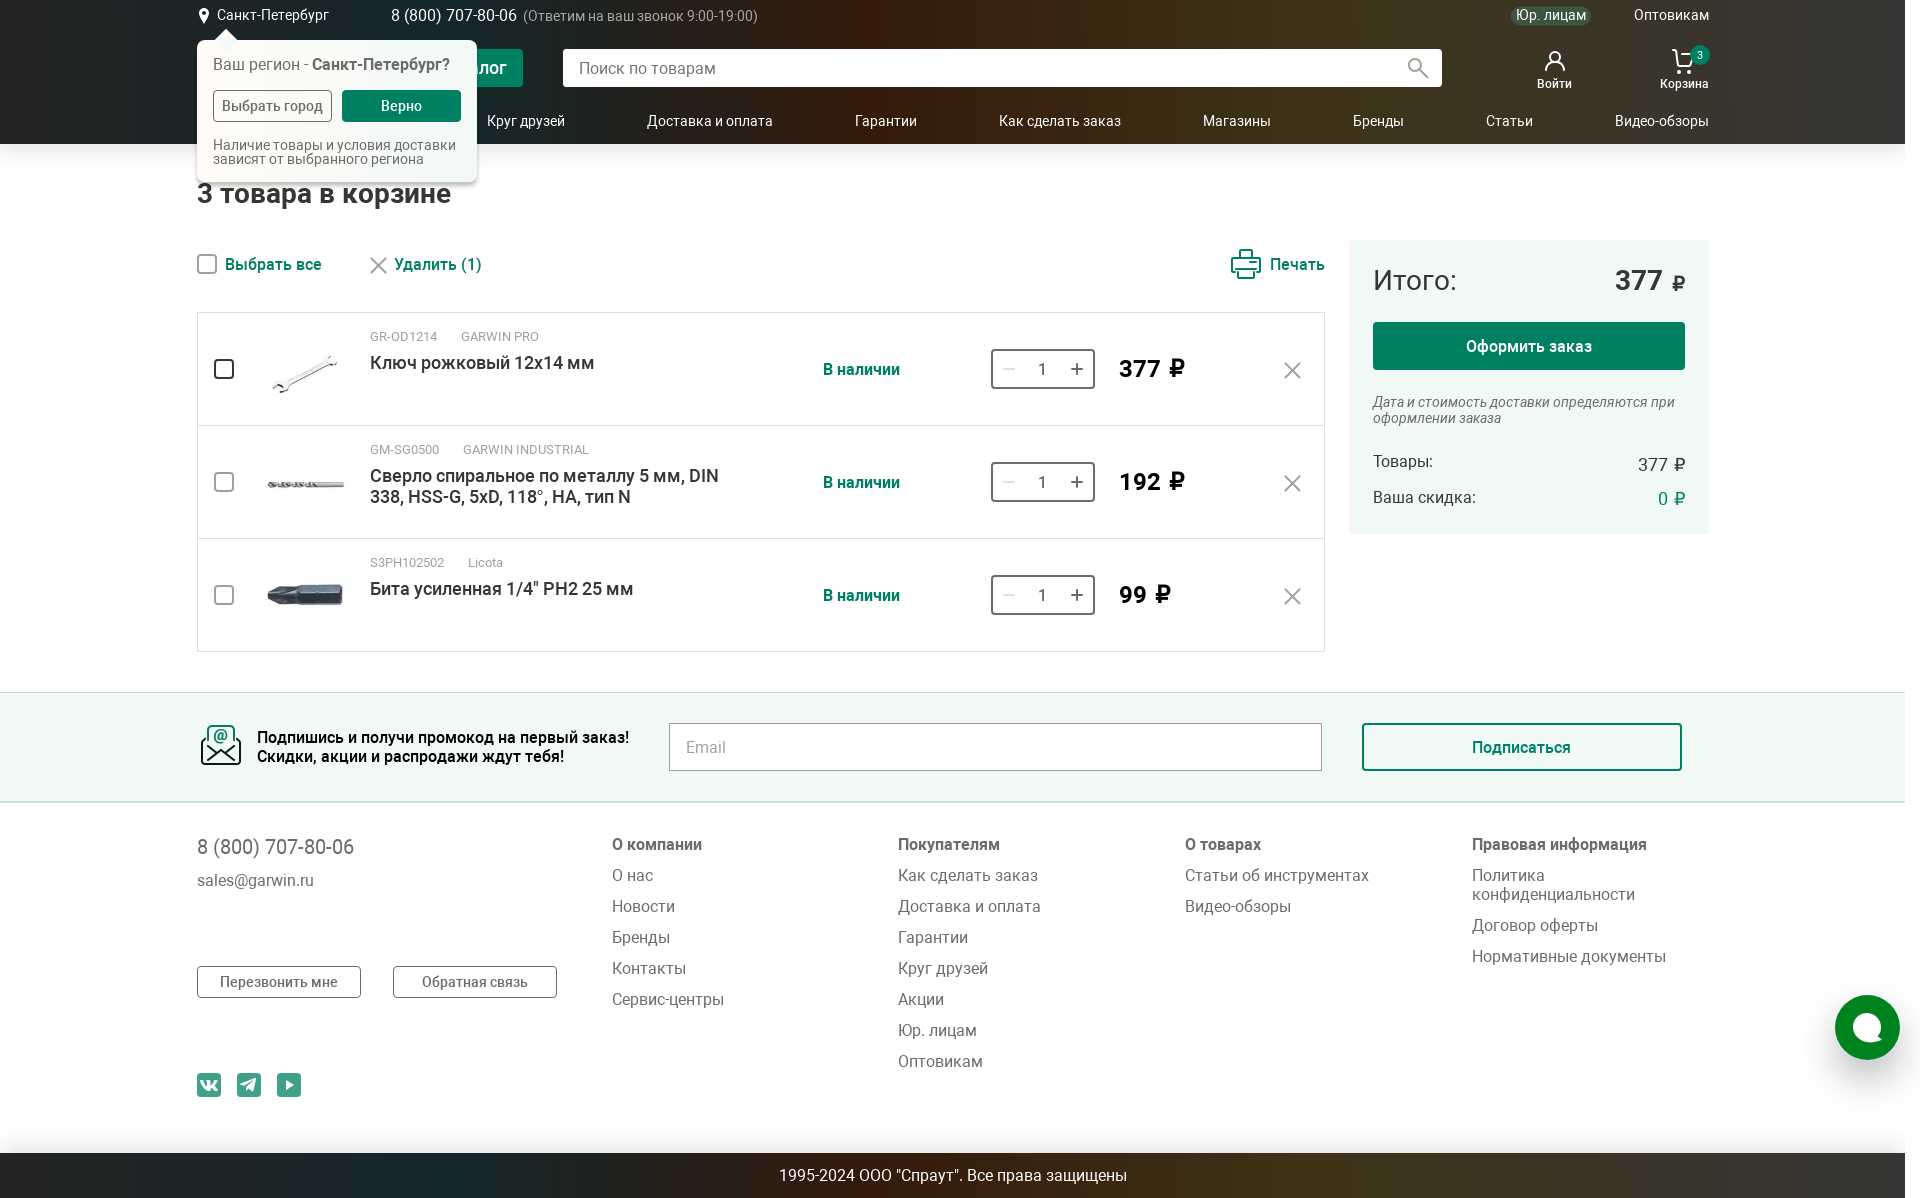 Санкт-Петербург
8 (800) 707-80-06 (Ответим на ваш звонок 9:00-19:00)
Юр. лицам
Оптовикам
Ваш регион - Санкт-Петербург?
Выбрать город
Верно
Наличие товары и условия доставки
зависят от выбранного региона
Поиск по товарам
Войти
3
Корзина
Круг друзей
Доставка и оплата
Гарантии
Как сделать заказ
Магазины
Бренды
Статьи
Видео-обзоры
3 товара в корзине
Выбрать все
Удалить (1)
Печать
GR-OD1214 GARWIN PRO
Ключ рожковый 12х14 мм
В наличии
1
377 ₽
GM-SG0500 GARWIN INDUSTRIAL
Сверло спиральное по металлу 5 мм, DIN
338, HSS-G, 5xD, 118°, HA, тип N
В наличии
1
192 ₽
S3PH102502 Licota
Бита усиленная 1/4" PH2 25 мм
В наличии
1
99 ₽
Итого: 377 ₽
Оформить заказ
Дата и стоимость доставки определяются при
оформлении заказа
Товары: 377 ₽
Ваша скидка: 0 ₽
Подпишись и получи промокод на первый заказ!
Скидки, акции и распродажи ждут тебя!
Email
Подписаться
8 (800) 707-80-06
sales@garwin.ru
Перезвонить мне
Обратная связь
О компании
О нас
Новости
Бренды
Контакты
Сервис-центры
Покупателям
Как сделать заказ
Доставка и оплата
Гарантии
Круг друзей
Акции
Юр. лицам
Оптовикам
О товарах
Статьи об инструментах
Видео-обзоры
Правовая информация
Политика
конфиденциальности
Договор оферты
Нормативные документы
1995-2024 ООО "Спраут". Все права защищены